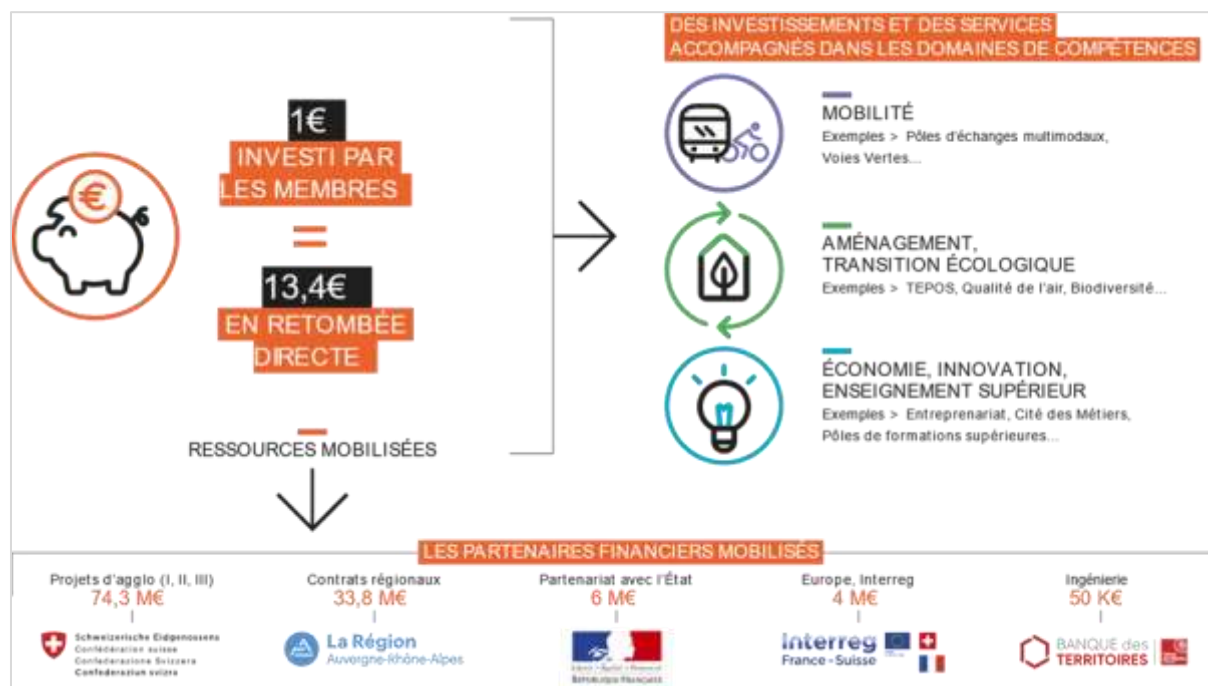 1€
INVESTI PAR
LES MEMBRES
=
13,4€
EN RETOMBÉE
DIRECTE
RESSOURCES MOBILISÉES
DES INVESTISSEMENTS ET DES SERVICES
ACCOMPAGNÉS DANS LES DOMAINES DE COMPÉTENCES
MOBILITÉ
Exemples > Pôles d'échanges multimodaux,
Voies Vertes...
AMÉNAGEMENT,
TRANSITION ÉCOLOGIQUE
Exemples > TEPOS, Qualité de l'air, Biodiversité...
ÉCONOMIE, INNOVATION,
ENSEIGNEMENT SUPÉRIEUR
Exemples > Entreprenariat, Cité des Métiers,
Pôles de formations supérieures...
LES PARTENAIRES FINANCIERS MOBILISÉS
Projets d'agglo (I, II, III)
74,3 M€
Schweizerische Eidgenossens
Confédération suisse
Confederazione Svizzera
Confederaziun svizra
Contrats régionaux
33,8 M€
La Région
Auvergne-Rhône-Alpes
Partenariat avec l'État
6 M€
RÉPUBLIQUE FRANÇAISE
Europe, Interreg
4 M€
Interreg
France - Suisse
Ingénierie
50 K€
BANQUE des
TERRITOIRES